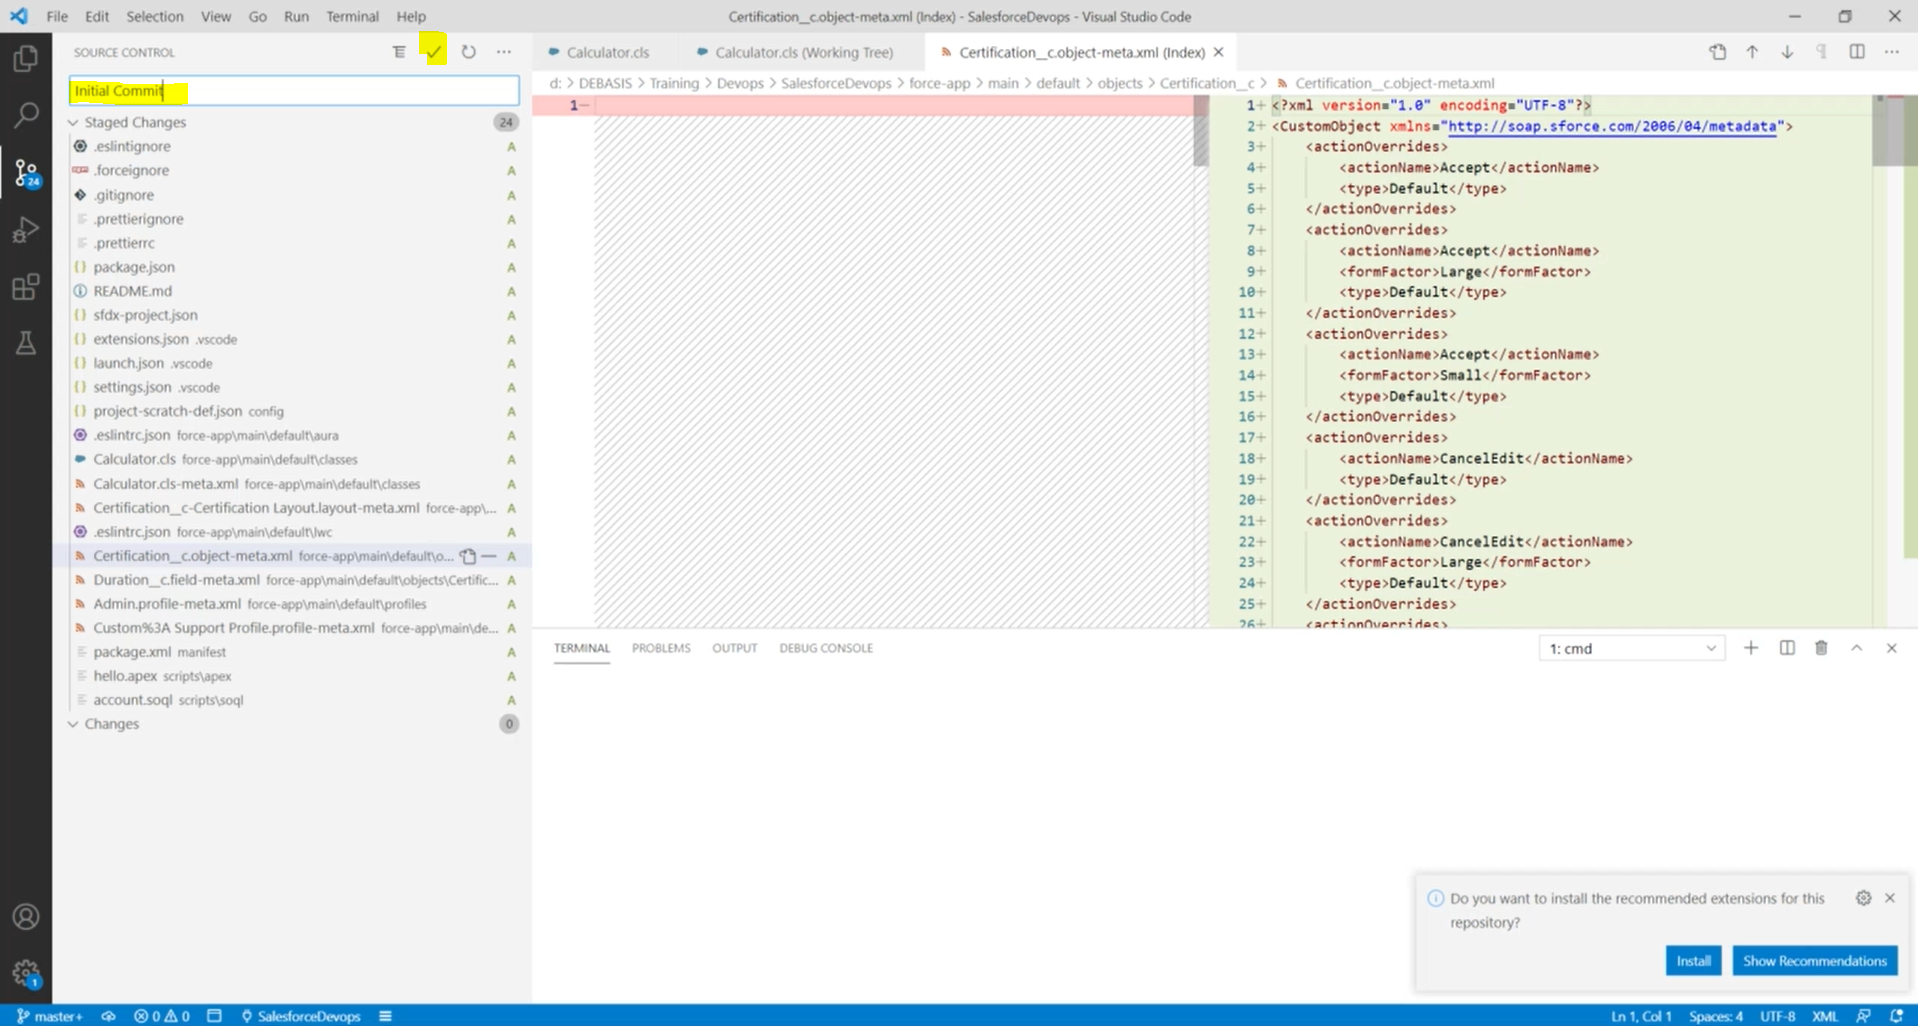 File Edit Selection View Go Run Terminal Help
Certification__c.object-meta.xml (Index) - SalesforceDevops - Visual Studio Code
SOURCE CONTROL
Initial Commit
Staged Changes 24
.eslintignore A
.forceignore A
.gitignore A
.prettierignore A
.prettierrc A
package.json A
README.md A
sfdx-project.json A
extensions.json .vscode A
launch.json .vscode A
settings.json .vscode A
project-scratch-def.json config A
.eslintrc.json force-app\main\default\aura A
Calculator.cls force-app\main\default\classes A
Calculator.cls-meta.xml force-app\main\default\classes A
Certification__c-Certification Layout.layout-meta.xml force-app\... A
.eslintrc.json force-app\main\default\lwc A
Certification__c.object-meta.xml force-app\main\default\o... A
Duration__c.field-meta.xml force-app\main\default\objects\Certific... A
Admin.profile-meta.xml force-app\main\default\profiles A
Custom%3A Support Profile.profile-meta.xml force-app\main\de... A
package.xml manifest A
hello.apex scripts\apex A
account.soql scripts\soql A
Changes 0
24
1
Calculator.cls Calculator.cls (Working Tree) Certification__c.object-meta.xml (Index)
d: > DEBASIS > Training > Devops > SalesforceDevops > force-app > main > default > objects > Certification__c > Certification__c.object-meta.xml
1−
1+ <?xml version="1.0" encoding="UTF-8"?>
2+ <CustomObject xmlns="http://soap.sforce.com/2006/04/metadata">
3+ <actionOverrides>
4+ <actionName>Accept</actionName>
5+ <type>Default</type>
6+ </actionOverrides>
7+ <actionOverrides>
8+ <actionName>Accept</actionName>
9+ <formFactor>Large</formFactor>
10+ <type>Default</type>
11+ </actionOverrides>
12+ <actionOverrides>
13+ <actionName>Accept</actionName>
14+ <formFactor>Small</formFactor>
15+ <type>Default</type>
16+ </actionOverrides>
17+ <actionOverrides>
18+ <actionName>CancelEdit</actionName>
19+ <type>Default</type>
20+ </actionOverrides>
21+ <actionOverrides>
22+ <actionName>CancelEdit</actionName>
23+ <formFactor>Large</formFactor>
24+ <type>Default</type>
25+ </actionOverrides>
26+ <actionOverrides>
TERMINAL PROBLEMS OUTPUT DEBUG CONSOLE
1: cmd
Do you want to install the recommended extensions for this
repository?
Install Show Recommendations
master+ 0 0 SalesforceDevops
Ln 1, Col 1 Spaces: 4 UTF-8 XML